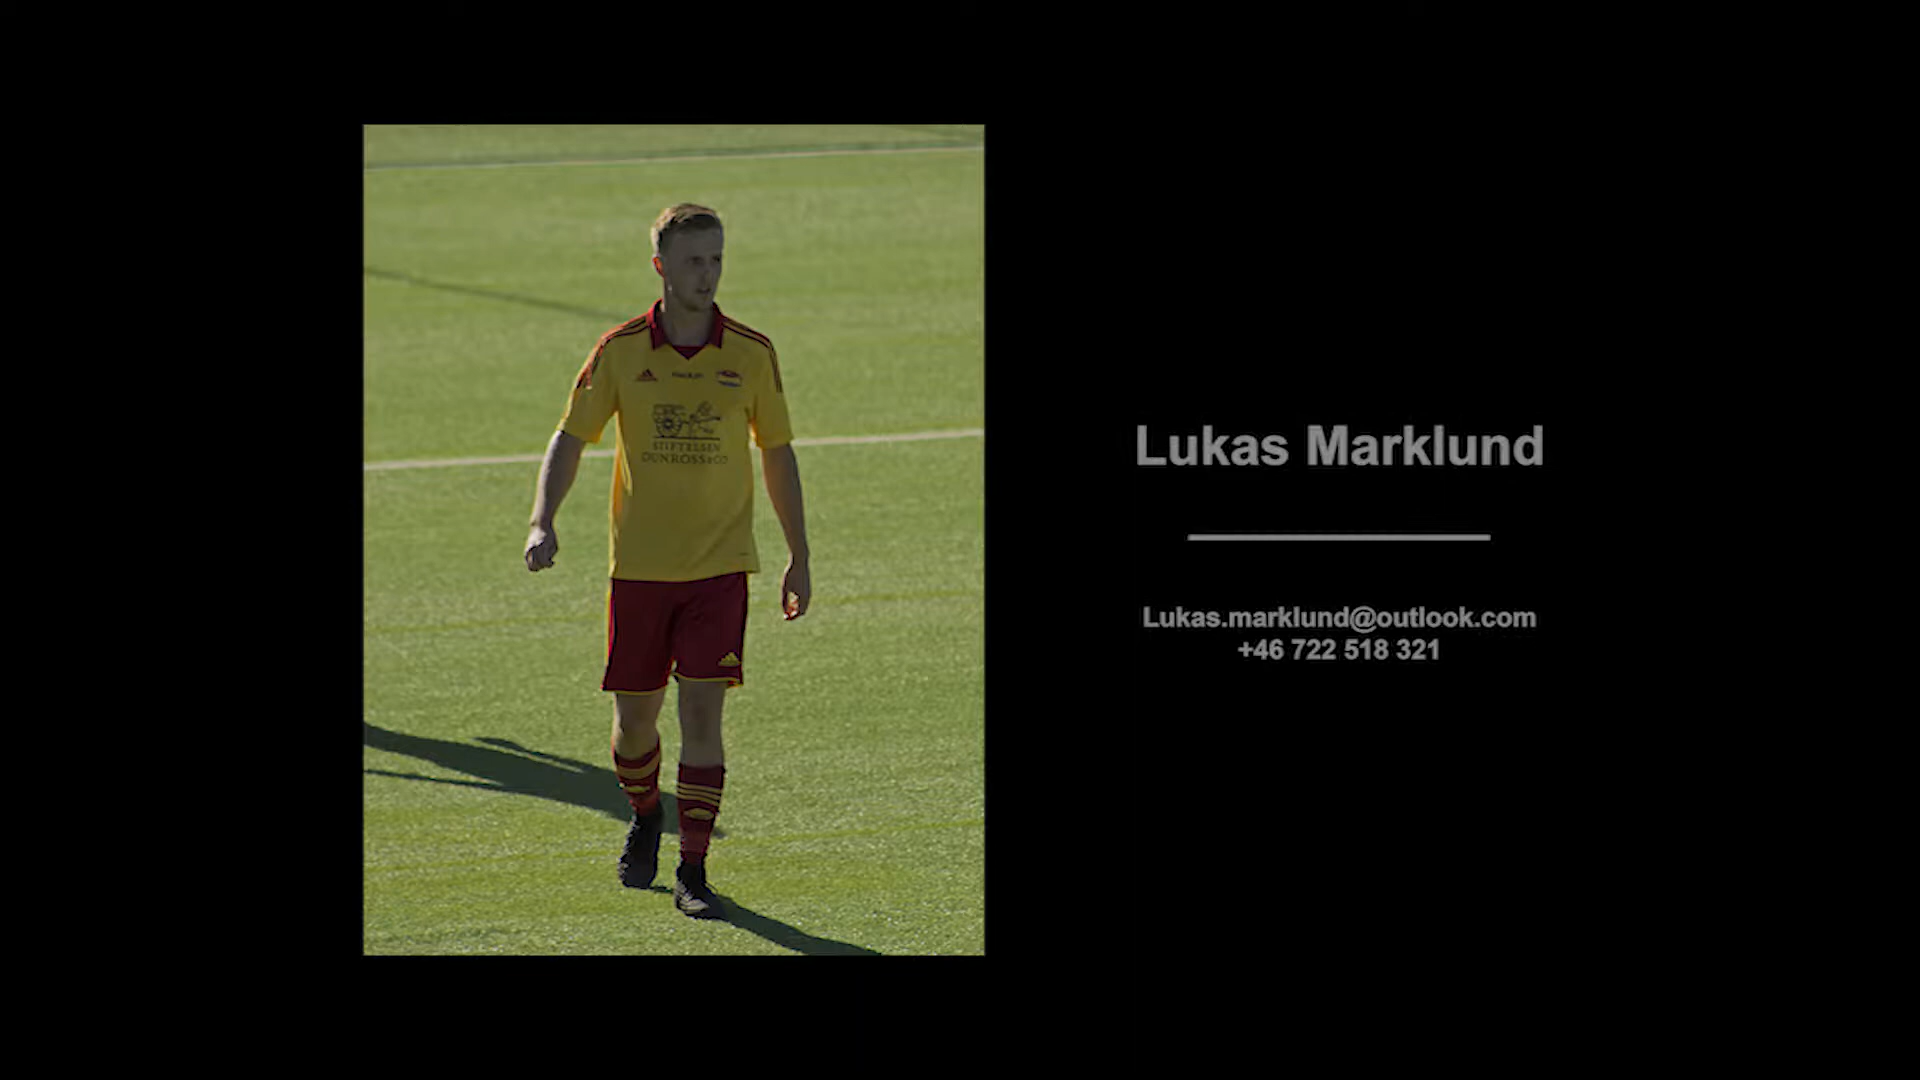 STIFTELSEN
DUNROSS&CO
Lukas Marklund
Lukas.marklund@outlook.com
+46 722 518 321